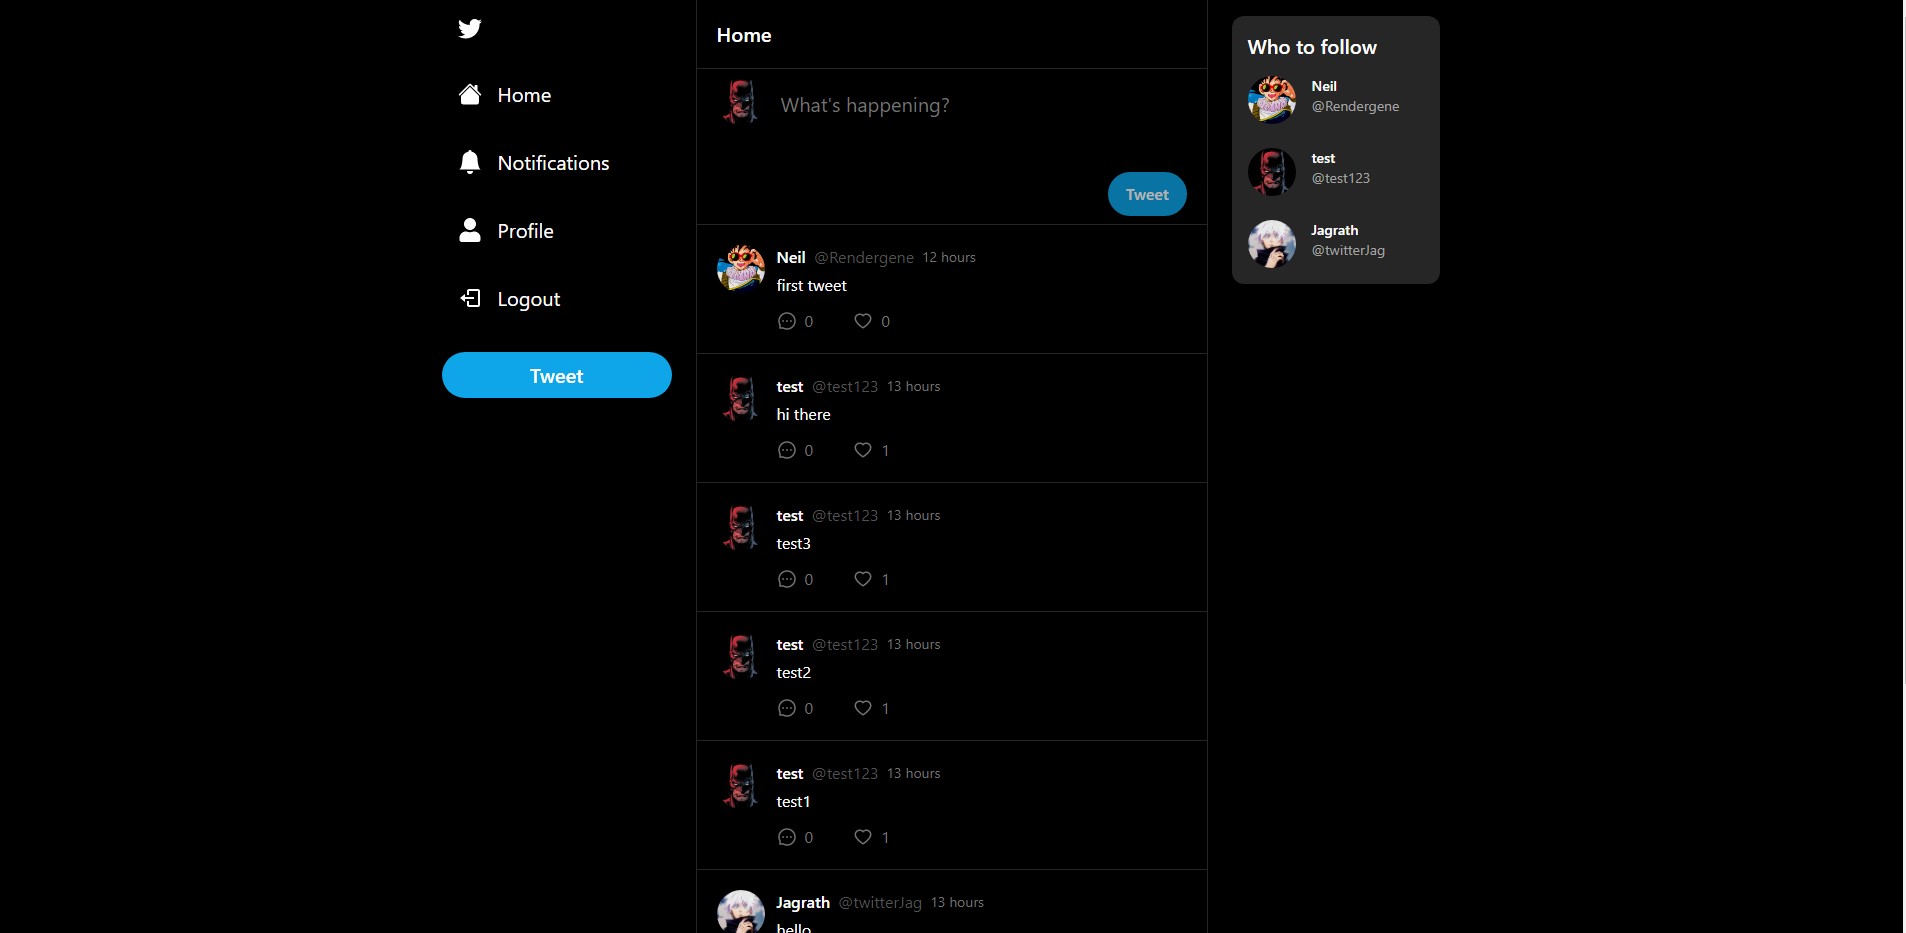 Home
Notifications
Profile
Logout
Tweet
Home
What's happening?
Tweet
Neil @Rendergene 12 hours
first tweet
0 0
test @test123 13 hours
hi there
0 1
test @test123 13 hours
test3
0 1
test @test123 13 hours
test2
0 1
test @test123 13 hours
test1
0 1
Jagrath @twitterJag 13 hours
hello
Who to follow
Neil
@Rendergene
test
@test123
Jagrath
@twitterJag